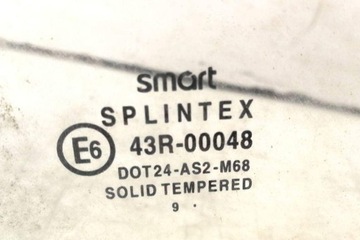 smart
SPLINTEX
E6 43R-00048
DOT24-AS2-M68
SOLID TEMPERED
9 .